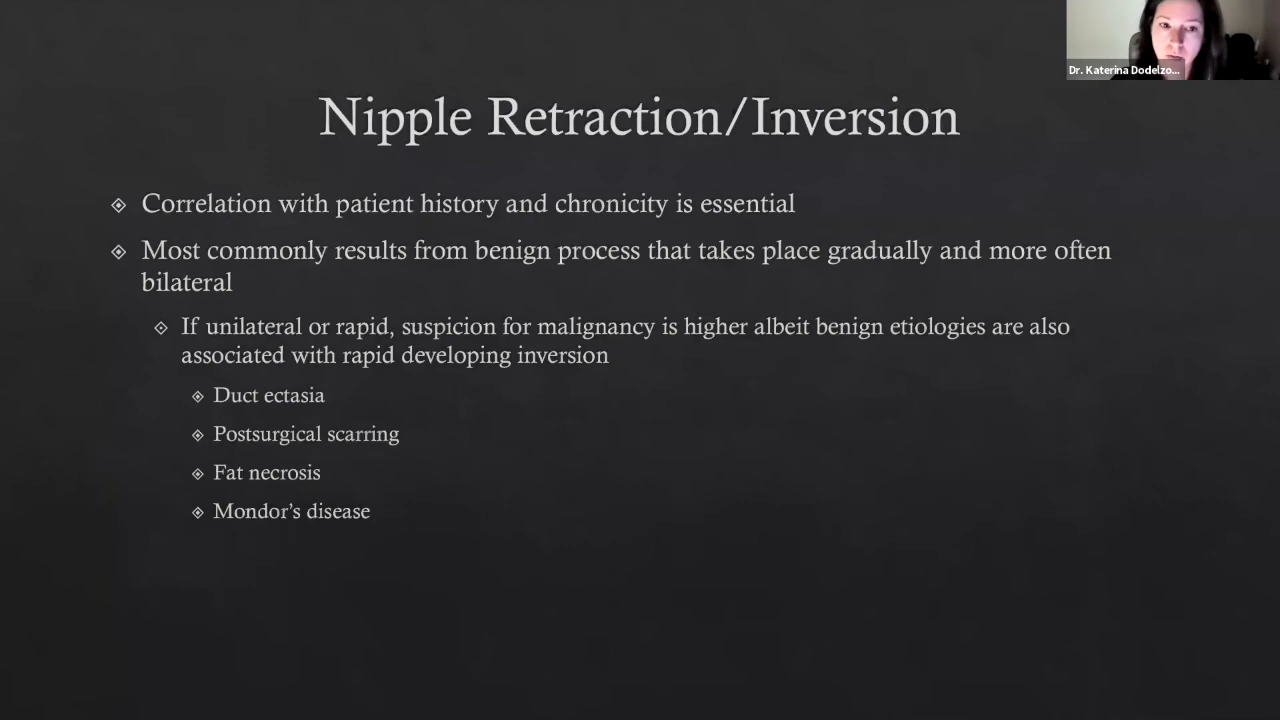 Dr. Katerina Dodelzo...
Nipple Retraction/Inversion
Correlation with patient history and chronicity is essential
Most commonly results from benign process that takes place gradually and more often
bilateral
If unilateral or rapid, suspicion for malignancy is higher albeit benign etiologies are also
associated with rapid developing inversion
Duct ectasia
Postsurgical scarring
Fat necrosis
Mondor’s disease